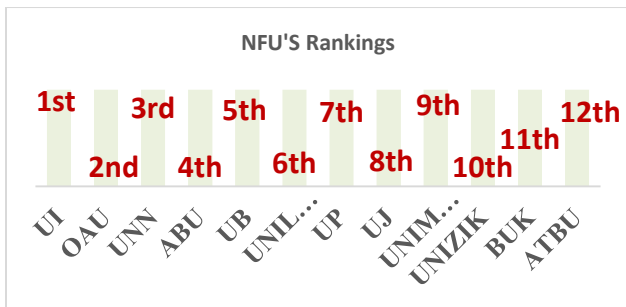 NFU'S Rankings
1st 3rd 5th 7th 9th 12th
2nd 4th 6th 8th 10th 11th
UI OAU UNN ABU UB UNIL... UP UJ UNIM... UNIZIK BUK ATBU